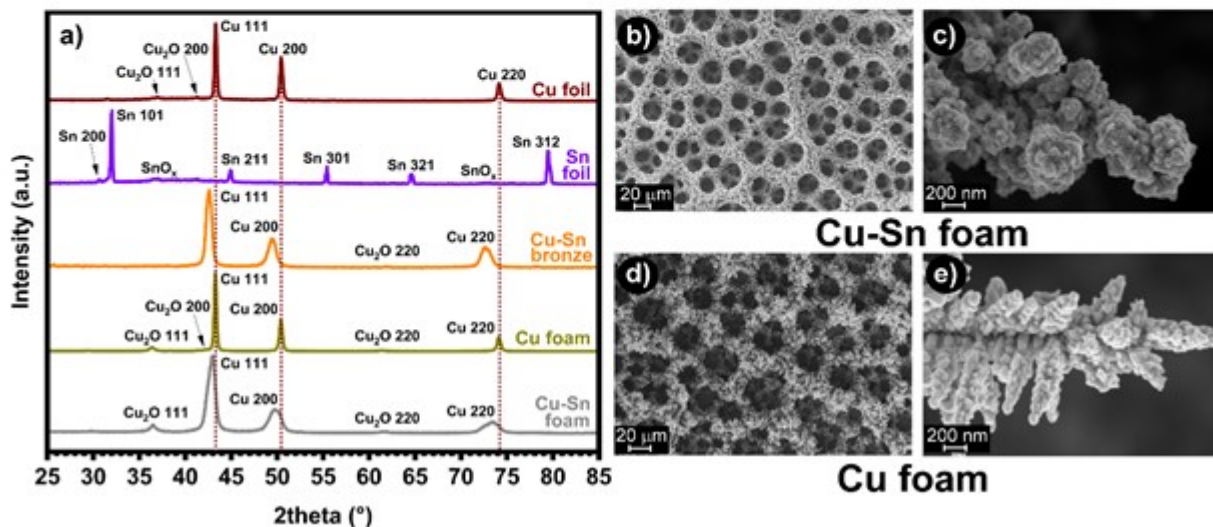 a)
Cu 111
Cu₂O 200
Cu₂O 111
Cu 200
Cu 220
Cu foil
Sn 101
Sn 200
SnOₓ
Sn 211
Sn 301
Sn 321
SnOₓ
Sn 312
Sn foil
Cu 111
Cu 200
Cu₂O 220
Cu 220
Cu-Sn bronze
Cu 111
Cu₂O 200
Cu 200
Cu₂O 111
Cu₂O 220
Cu 220
Cu foam
Cu 111
Cu 200
Cu₂O 111
Cu₂O 220
Cu 220
Cu-Sn foam
Intensity (a.u.)
25 30 35 40 45 50 55 60 65 70 75 80 85
2theta (°)
b)
20 µm
c)
200 nm
Cu-Sn foam
d)
20 µm
e)
200 nm
Cu foam